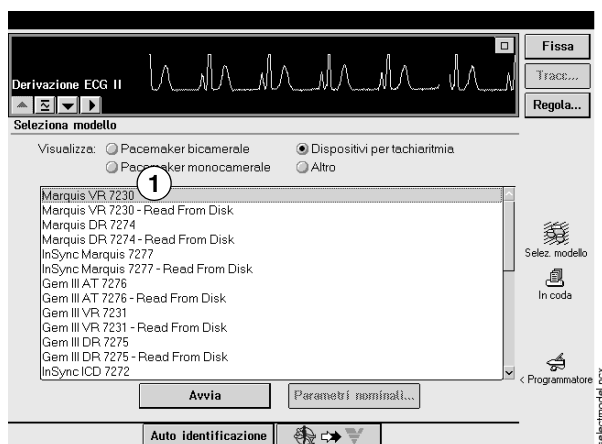 Fissa
Derivazione ECG II
Tracc...
Regola...
Seleziona modello
Visualizza:
Pacemaker bicamerale
Dispositivi per tachiaritmia
Pacemaker monocamerale
Altro
1
Marquis VR 7230
Marquis VR 7230 - Read From Disk
Marquis DR 7274
Marquis DR 7274 - Read From Disk
InSync Marquis 7277
InSync Marquis 7277 - Read From Disk
Gem III AT 7276
Gem III AT 7276 - Read From Disk
Gem III VR 7231
Gem III VR 7231 - Read From Disk
Gem III DR 7275
Gem III DR 7275 - Read From Disk
InSync ICD 7272
Selez. modello
In coda
< Programmatore
Avvia
Parametri nominali...
Auto identificazione
selectmodel.pcx